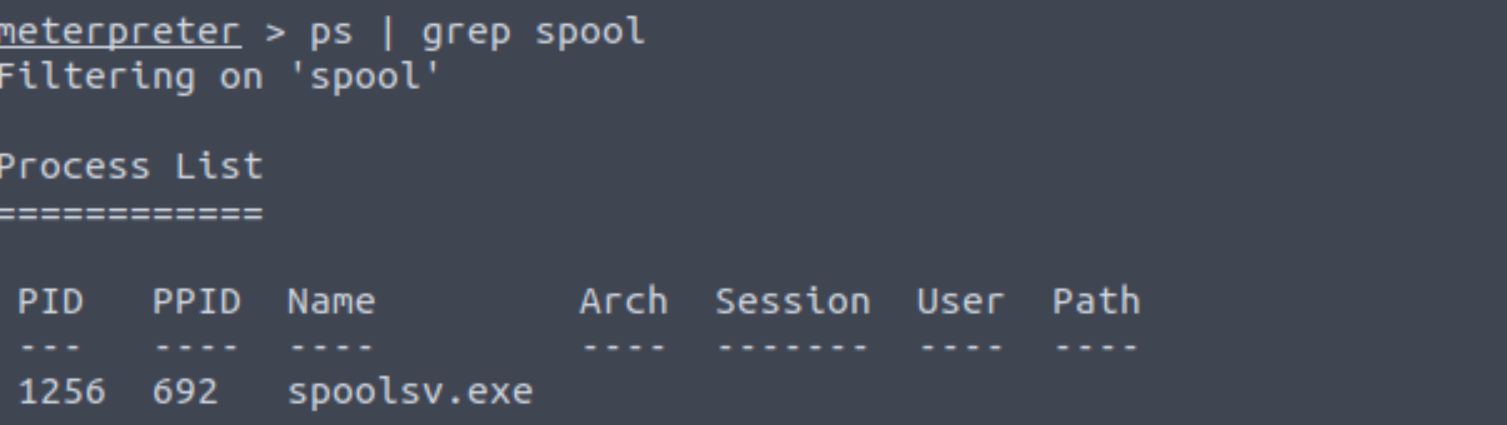 meterpreter > ps | grep spool
Filtering on 'spool'
Process List
============
PID PPID Name Arch Session User Path
--- ---- ---- ---- ------- ---- ----
1256 692 spoolsv.exe